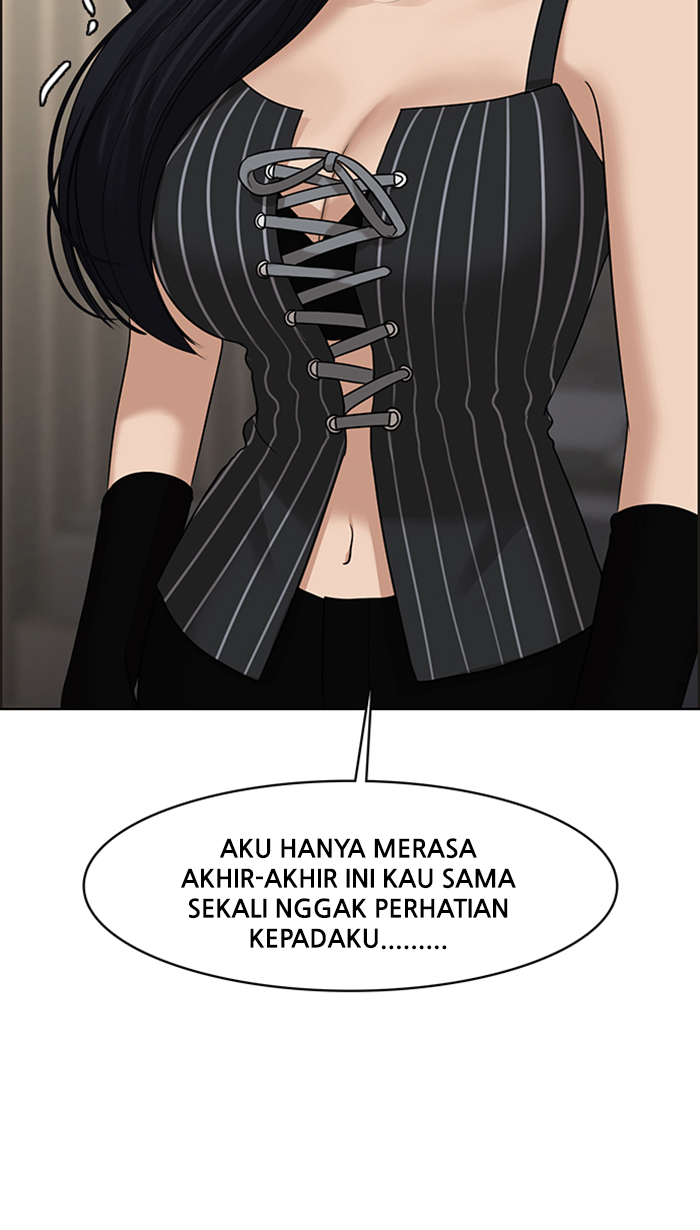 AKU HANYA MERASA
AKHIR-AKHIR INI KAU SAMA
SEKALI NGGAK PERHATIAN
KEPADAKU.........